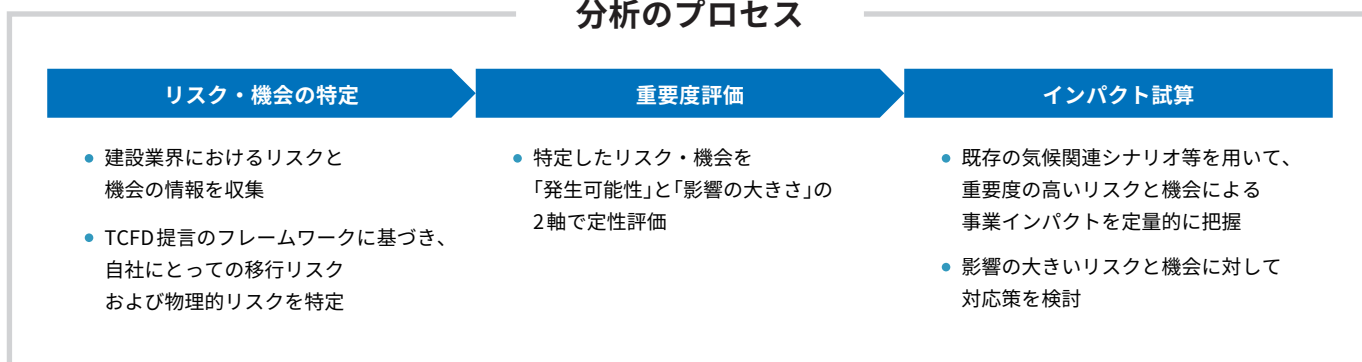 分析のプロセス
リスク・機会の特定
● 建設業界におけるリスクと
機会の情報を収集
● TCFD提言のフレームワークに基づき、
自社にとっての移行リスク
および物理的リスクを特定
重要度評価
● 特定したリスク・機会を
「発生可能性」と「影響の大きさ」の
2軸で定性評価
インパクト試算
● 既存の気候関連シナリオ等を用いて、
重要度の高いリスクと機会による
事業インパクトを定量的に把握
● 影響の大きいリスクと機会に対して
対応策を検討